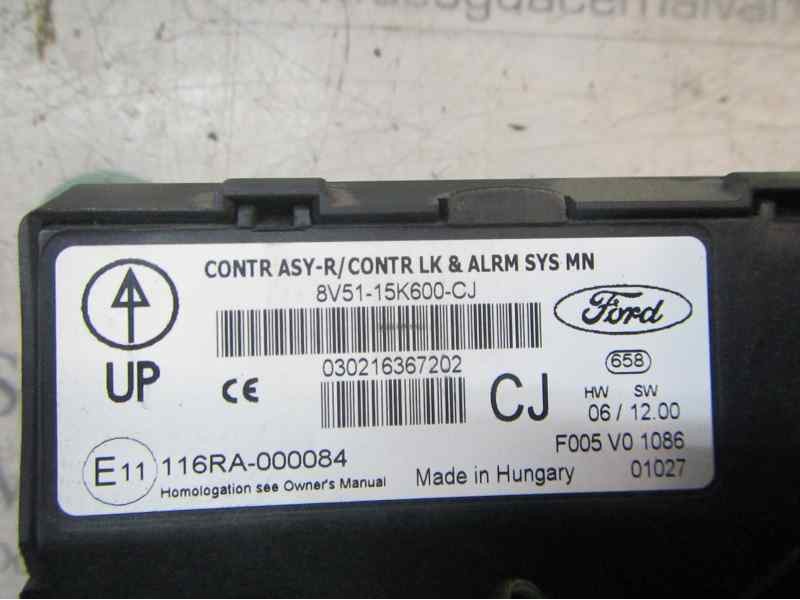 CONTR ASY-R/CONTR LK & ALRM SYS MN
8V51-15K600-CJ
Ford
030216367202
658
UP
CE
CJ
HW SW
06 / 12.00
F005 V0 1086
E11
116RA-000084
Made in Hungary
01027
Homologation see Owner's Manual